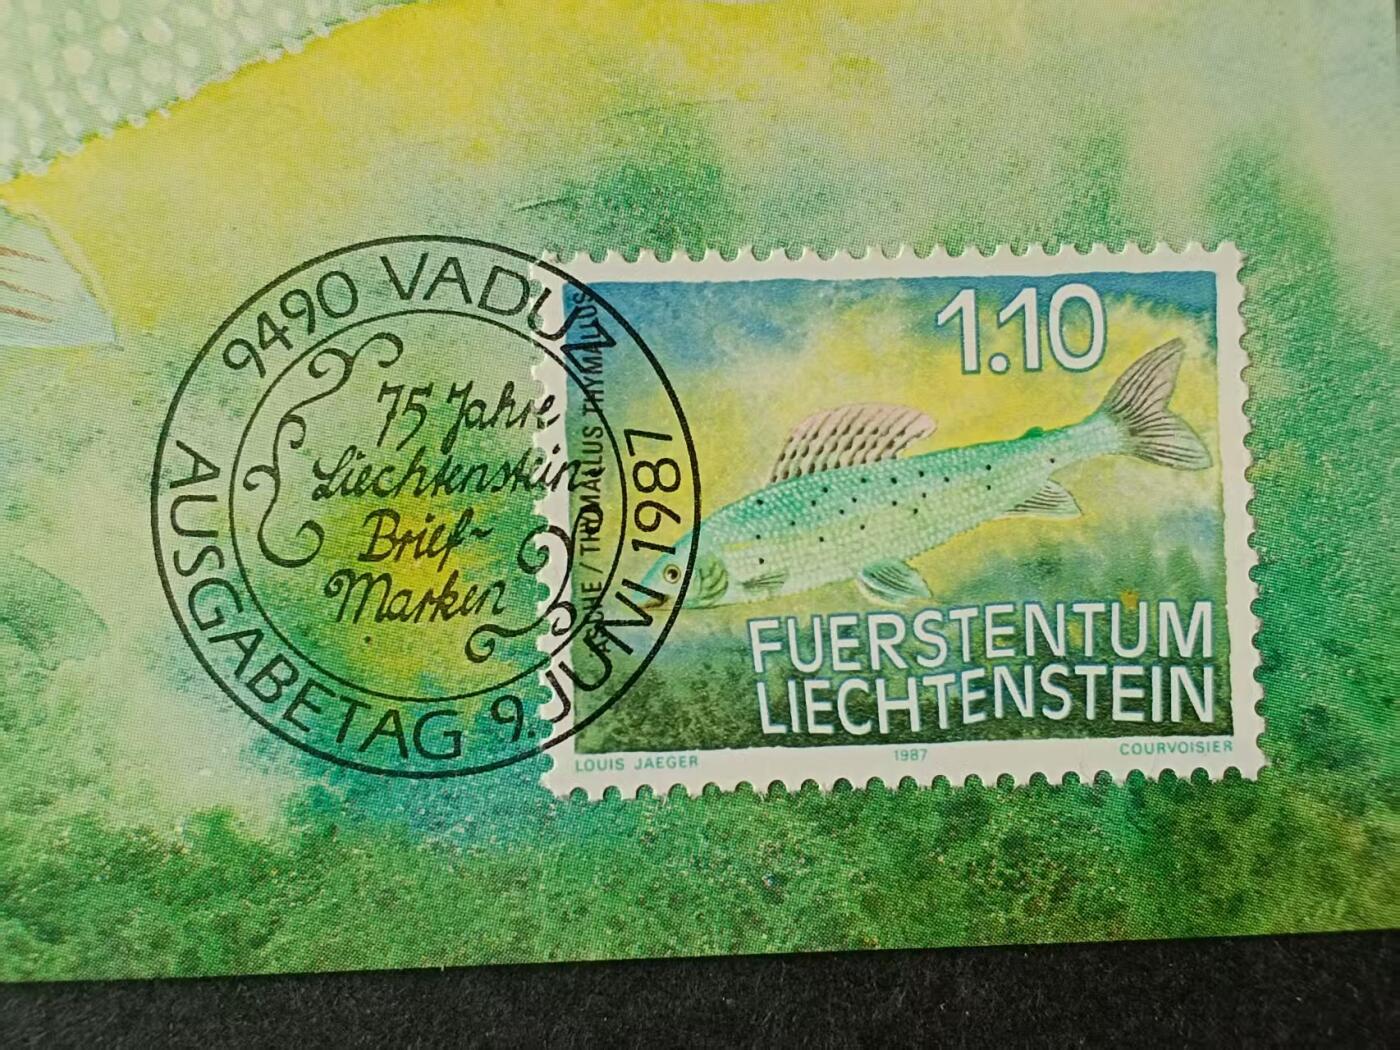 9490 VADUZ
75 Jahre
Liechtenstein
Brief-
Marken
AUSGABETAG 9. JUNI 1987
ÄSCHE / THYMALLUS THYMALLUS
1.10
FUERSTENTUM
LIECHTENSTEIN
LOUIS JAEGER 1987 COURVOISIER